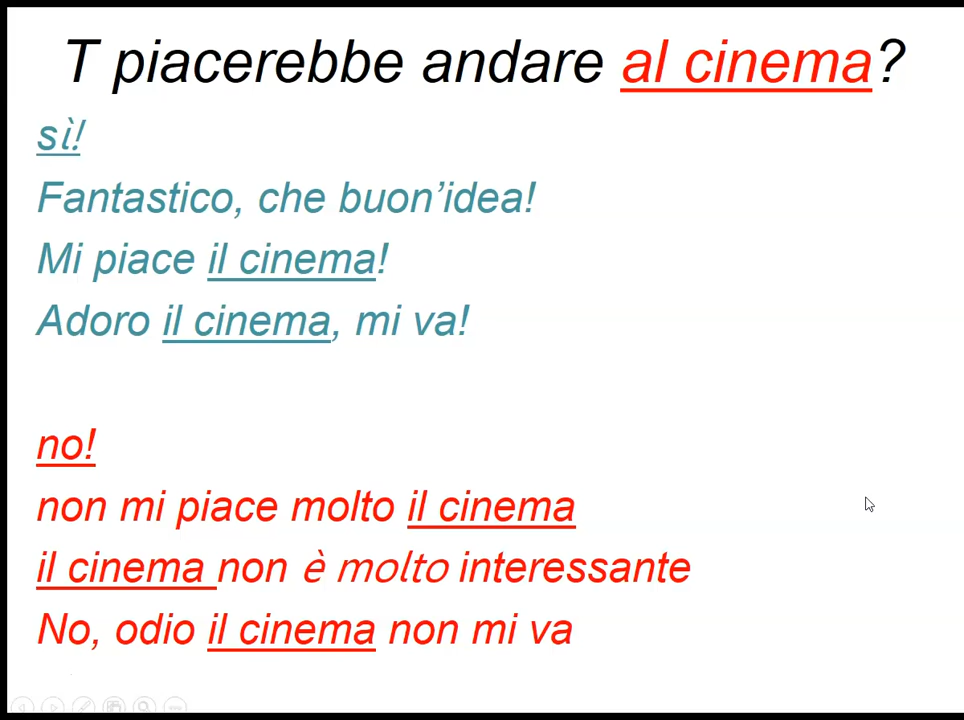 T piacerebbe andare al cinema?
sì!
Fantastico, che buon'idea!
Mi piace il cinema!
Adoro il cinema, mi va!
no!
non mi piace molto il cinema
il cinema non è molto interessante
No, odio il cinema non mi va